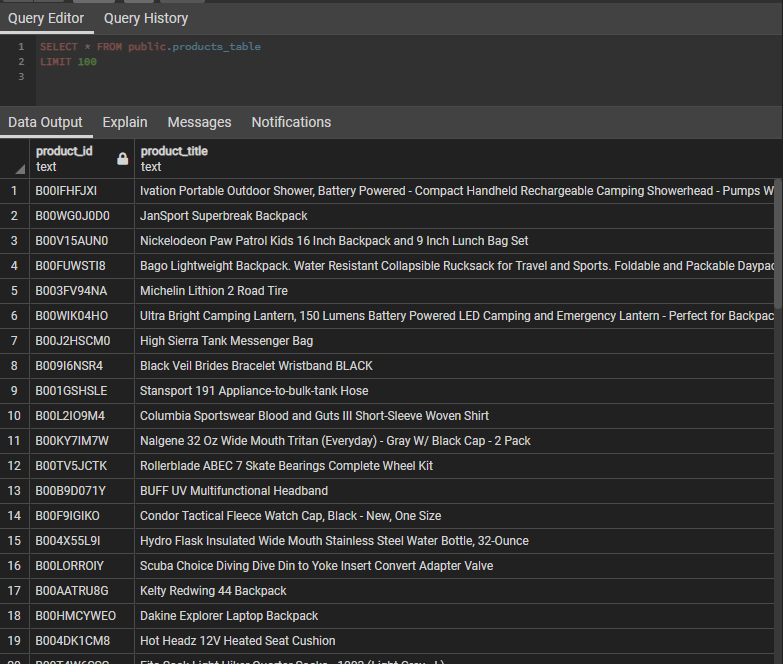 Query Editor Query History
1 SELECT * FROM public.products_table
2 LIMIT 100
3
Data Output Explain Messages Notifications
product_id product_title
text text
1 B00IFHFJXI Ivation Portable Outdoor Shower, Battery Powered - Compact Handheld Rechargeable Camping Showerhead - Pumps W
2 B00WG0J0D0 JanSport Superbreak Backpack
3 B00V15AUN0 Nickelodeon Paw Patrol Kids 16 Inch Backpack and 9 Inch Lunch Bag Set
4 B00FUWSTI8 Bago Lightweight Backpack. Water Resistant Collapsible Rucksack for Travel and Sports. Foldable and Packable Daypac
5 B003FV94NA Michelin Lithion 2 Road Tire
6 B00WIK04HO Ultra Bright Camping Lantern, 150 Lumens Battery Powered LED Camping and Emergency Lantern - Perfect for Backpac
7 B00J2HSCM0 High Sierra Tank Messenger Bag
8 B009I6NSR4 Black Veil Brides Bracelet Wristband BLACK
9 B001GSHSLE Stansport 191 Appliance-to-bulk-tank Hose
10 B00L2IO9M4 Columbia Sportswear Blood and Guts III Short-Sleeve Woven Shirt
11 B00KY7IM7W Nalgene 32 Oz Wide Mouth Tritan (Everyday) - Gray W/ Black Cap - 2 Pack
12 B00TV5JCTK Rollerblade ABEC 7 Skate Bearings Complete Wheel Kit
13 B00B9D071Y BUFF UV Multifunctional Headband
14 B00F9IGIKO Condor Tactical Fleece Watch Cap, Black - New, One Size
15 B004X55L9I Hydro Flask Insulated Wide Mouth Stainless Steel Water Bottle, 32-Ounce
16 B00LORROIY Scuba Choice Diving Dive Din to Yoke Insert Convert Adapter Valve
17 B00AATRU8G Kelty Redwing 44 Backpack
18 B00HMCYWEO Dakine Explorer Laptop Backpack
19 B004DK1CM8 Hot Headz 12V Heated Seat Cushion